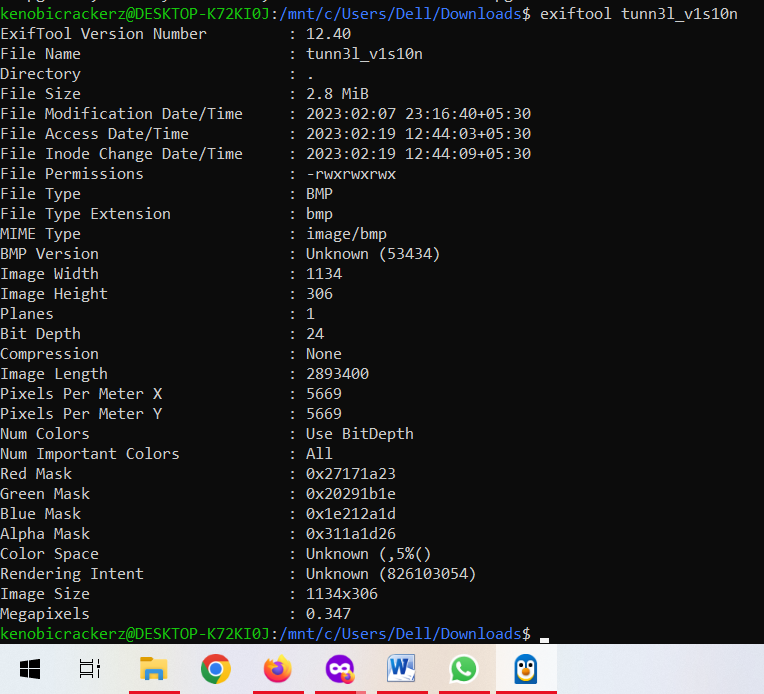 kenobicrackerz@DESKTOP-K72KI0J:/mnt/c/Users/Dell/Downloads$ exiftool tunn3l_v1s10n
ExifTool Version Number : 12.40
File Name : tunn3l_v1s10n
Directory : .
File Size : 2.8 MiB
File Modification Date/Time : 2023:02:07 23:16:40+05:30
File Access Date/Time : 2023:02:19 12:44:03+05:30
File Inode Change Date/Time : 2023:02:19 12:44:09+05:30
File Permissions : -rwxrwxrwx
File Type : BMP
File Type Extension : bmp
MIME Type : image/bmp
BMP Version : Unknown (53434)
Image Width : 1134
Image Height : 306
Planes : 1
Bit Depth : 24
Compression : None
Image Length : 2893400
Pixels Per Meter X : 5669
Pixels Per Meter Y : 5669
Num Colors : Use BitDepth
Num Important Colors : All
Red Mask : 0x27171a23
Green Mask : 0x20291b1e
Blue Mask : 0x1e212a1d
Alpha Mask : 0x311a1d26
Color Space : Unknown (,5%()
Rendering Intent : Unknown (826103054)
Image Size : 1134x306
Megapixels : 0.347
kenobicrackerz@DESKTOP-K72KI0J:/mnt/c/Users/Dell/Downloads$